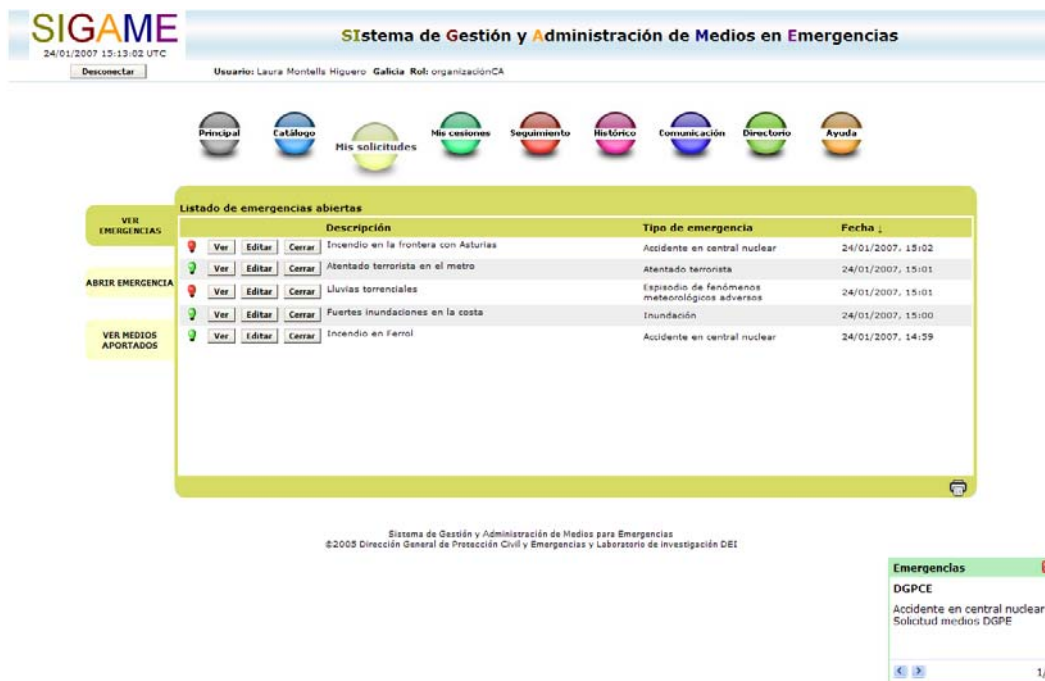 SIGAME
SIstema de Gestión y Administración de Medios en Emergencias
24/01/2007 15:13:02 UTC
Desconectar
Usuario: Laura Montells Higuero Galicia Rol: organizaciónCA
Principal
Catálogo
Mis solicitudes
Mis cesiones
Seguimiento
Histórico
Comunicación
Directorio
Ayuda
VER EMERGENCIAS
ABRIR EMERGENCIA
VER MEDIOS APORTADOS
Listado de emergencias abiertas
Descripción Tipo de emergencia Fecha ↓
Ver Editar Cerrar Incendio en la frontera con Asturias Accidente en central nuclear 24/01/2007, 15:02
Ver Editar Cerrar Atentado terrorista en el metro Atentado terrorista 24/01/2007, 15:01
Ver Editar Cerrar Lluvias torrenciales Episodio de fenómenos meteorológicos adversos 24/01/2007, 15:01
Ver Editar Cerrar Fuertes inundaciones en la costa Inundación 24/01/2007, 15:00
Ver Editar Cerrar Incendio en Ferrol Accidente en central nuclear 24/01/2007, 14:59
Sistema de Gestión y Administración de Medios para Emergencias
©2005 Dirección General de Protección Civil y Emergencias y Laboratorio de investigación DEI
Emergencias
DGPCE
Accidente en central nuclear
Solicitud medios DGPE
1/